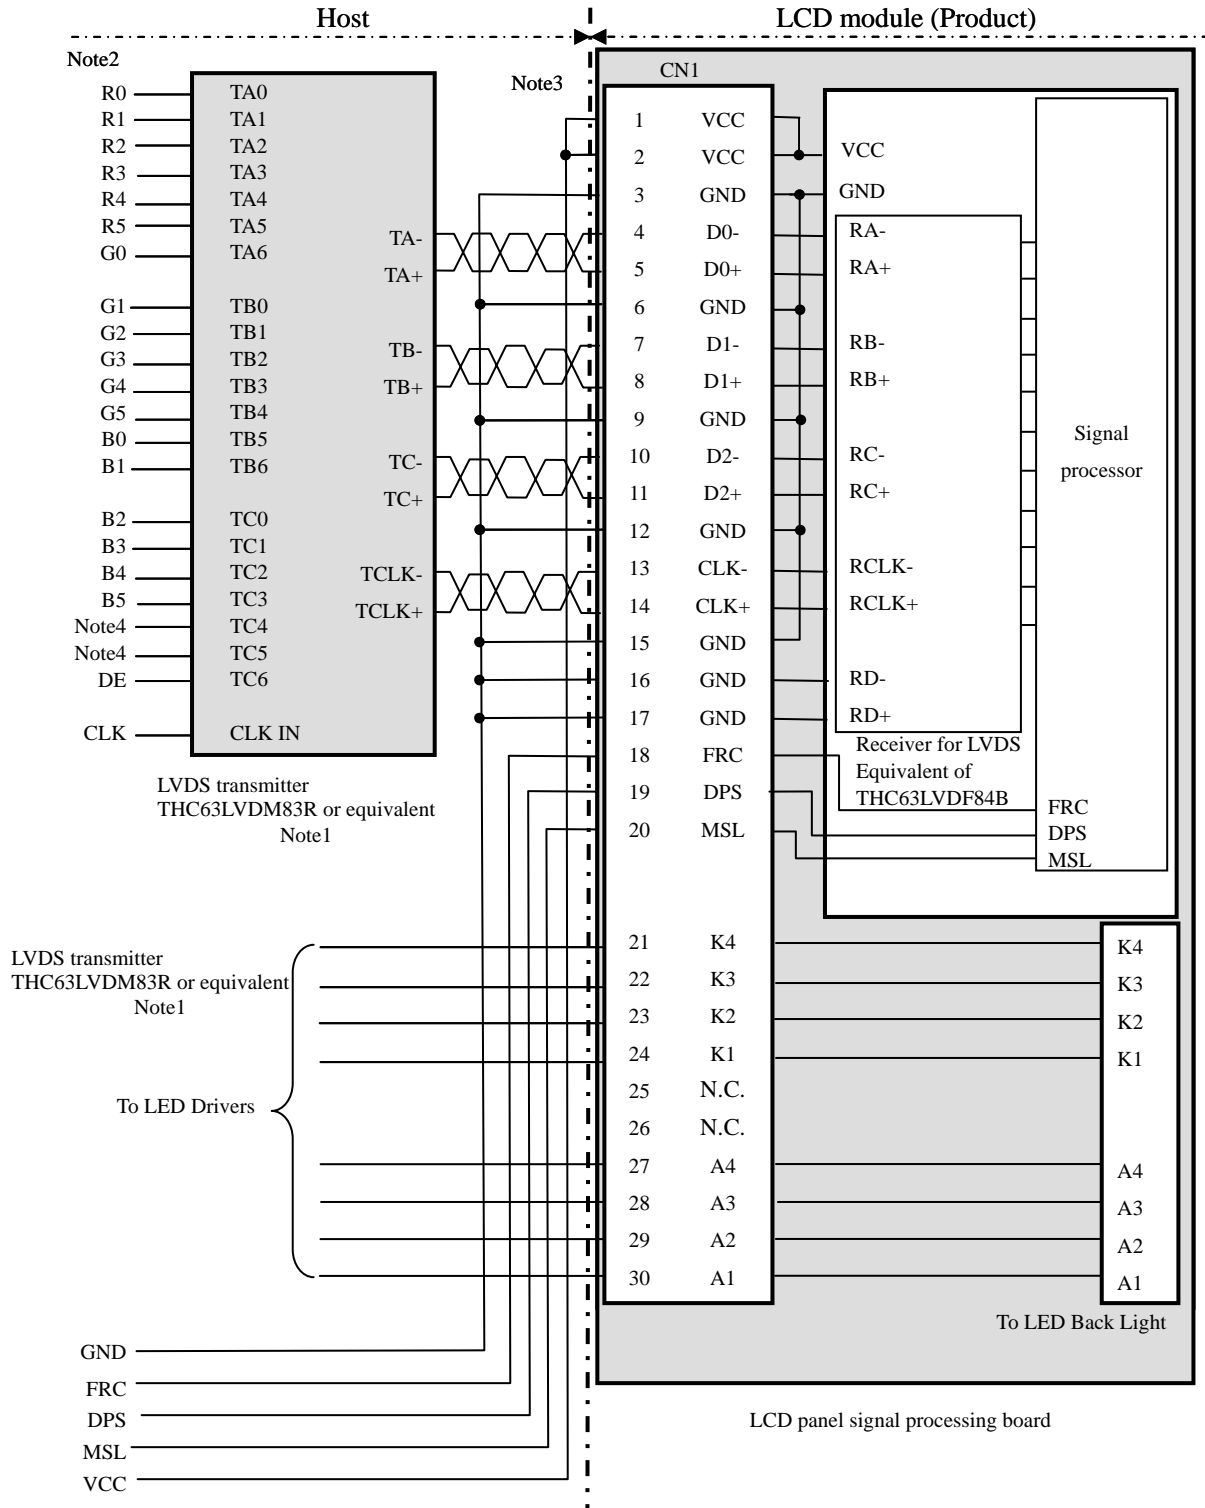 Host
LCD module (Product)
Note2
Note3
CN1
R0 TA0
R1 TA1
R2 TA2
R3 TA3
R4 TA4
R5 TA5
G0 TA6
G1 TB0
G2 TB1
G3 TB2
G4 TB3
G5 TB4
B0 TB5
B1 TB6
B2 TC0
B3 TC1
B4 TC2
B5 TC3
Note4 TC4
Note4 TC5
DE TC6
CLK CLK IN
TA-
TA+
TB-
TB+
TC-
TC+
TCLK-
TCLK+
LVDS transmitter
THC63LVDM83R or equivalent
Note1
1 VCC
2 VCC
3 GND
4 D0-
5 D0+
6 GND
7 D1-
8 D1+
9 GND
10 D2-
11 D2+
12 GND
13 CLK-
14 CLK+
15 GND
16 GND
17 GND
18 FRC
19 DPS
20 MSL
21 K4
22 K3
23 K2
24 K1
25 N.C.
26 N.C.
27 A4
28 A3
29 A2
30 A1
VCC
GND
RA-
RA+
RB-
RB+
RC-
RC+
RCLK-
RCLK+
RD-
RD+
Receiver for LVDS
Equivalent of
THC63LVDF84B
Signal
processor
FRC
DPS
MSL
LVDS transmitter
THC63LVDM83R or equivalent
Note1
To LED Drivers
K4
K3
K2
K1
A4
A3
A2
A1
To LED Back Light
GND
FRC
DPS
MSL
VCC
LCD panel signal processing board